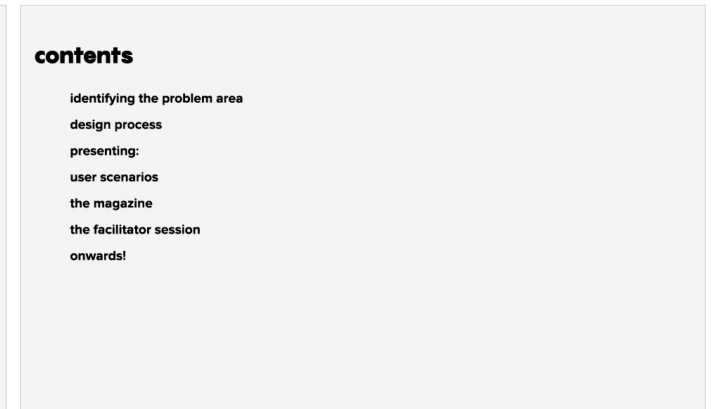 contents
identifying the problem area
design process
presenting:
user scenarios
the magazine
the facilitator session
onwards!